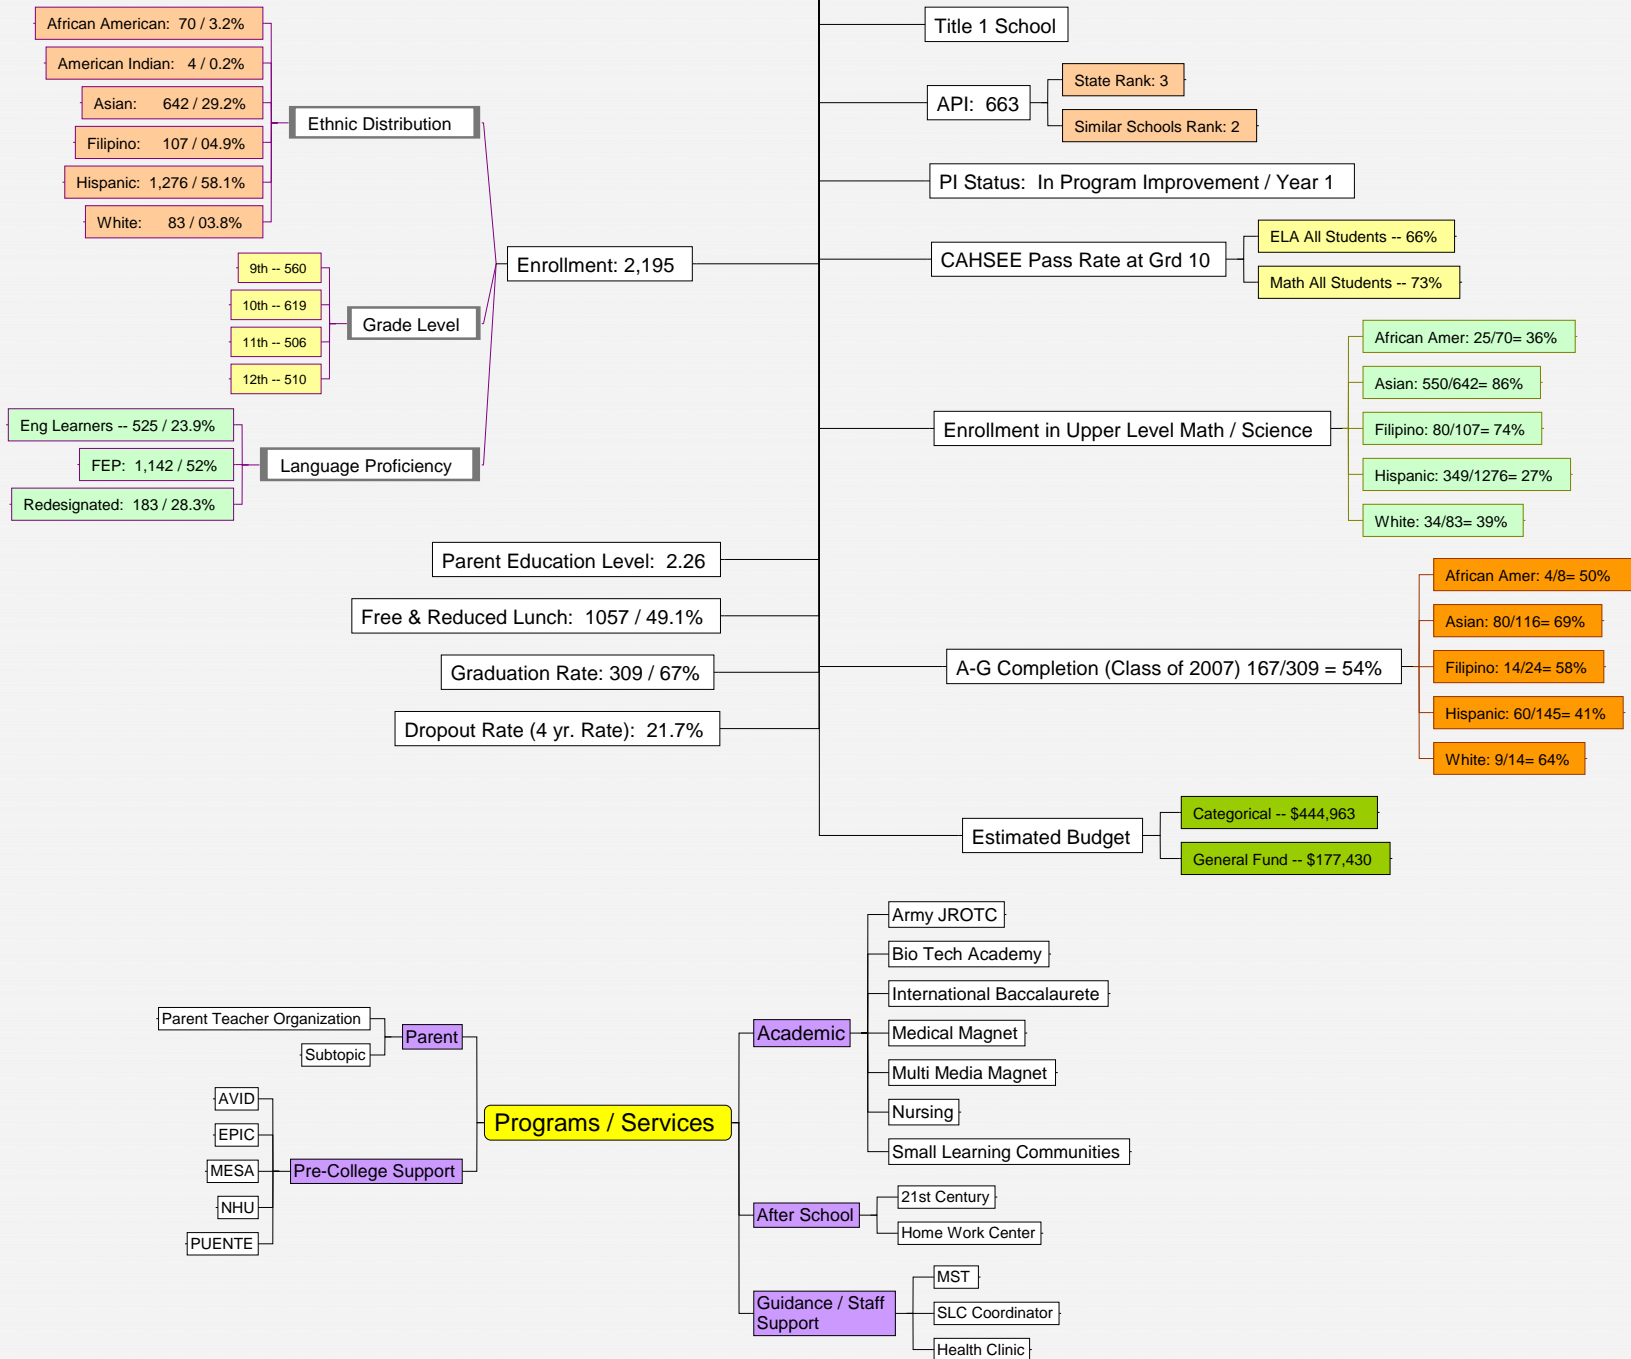 African American: 70 / 3.2%
American Indian: 4 / 0.2%
Asian: 642 / 29.2%
Filipino: 107 / 04.9%
Hispanic: 1,276 / 58.1%
White: 83 / 03.8%
Ethnic Distribution
9th -- 560
10th -- 619
11th -- 506
12th -- 510
Grade Level
Eng Learners -- 525 / 23.9%
FEP: 1,142 / 52%
Redesignated: 183 / 28.3%
Language Proficiency
Enrollment: 2,195
Parent Education Level: 2.26
Free & Reduced Lunch: 1057 / 49.1%
Graduation Rate: 309 / 67%
Dropout Rate (4 yr. Rate): 21.7%
Title 1 School
API: 663
State Rank: 3
Similar Schools Rank: 2
PI Status: In Program Improvement / Year 1
CAHSEE Pass Rate at Grd 10
ELA All Students -- 66%
Math All Students -- 73%
Enrollment in Upper Level Math / Science
African Amer: 25/70= 36%
Asian: 550/642= 86%
Filipino: 80/107= 74%
Hispanic: 349/1276= 27%
White: 34/83= 39%
A-G Completion (Class of 2007) 167/309 = 54%
African Amer: 4/8= 50%
Asian: 80/116= 69%
Filipino: 14/24= 58%
Hispanic: 60/145= 41%
White: 9/14= 64%
Estimated Budget
Categorical -- $444,963
General Fund -- $177,430
Programs / Services
Parent
Parent Teacher Organization
Subtopic
Pre-College Support
AVID
EPIC
MESA
NHU
PUENTE
Academic
Army JROTC
Bio Tech Academy
International Baccalaurete
Medical Magnet
Multi Media Magnet
Nursing
Small Learning Communities
After School
21st Century
Home Work Center
Guidance / Staff
Support
MST
SLC Coordinator
Health Clinic